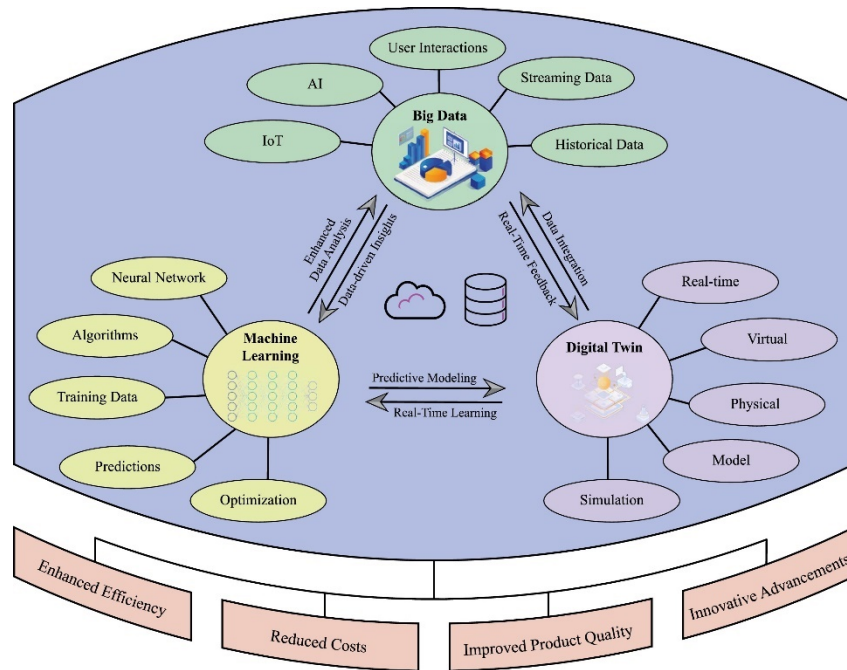 User Interactions
AI
Streaming Data
Big Data
IoT
Historical Data
Enhanced
Data Analysis
Data-driven Insights
Data Integration
Real-Time Feedback
Neural Network
Real-time
Algorithms
Machine
Learning
Digital Twin
Virtual
Training Data
Predictive Modeling
Real-Time Learning
Physical
Predictions
Model
Optimization
Simulation
Enhanced Efficiency
Reduced Costs
Improved Product Quality
Innovative Advancements